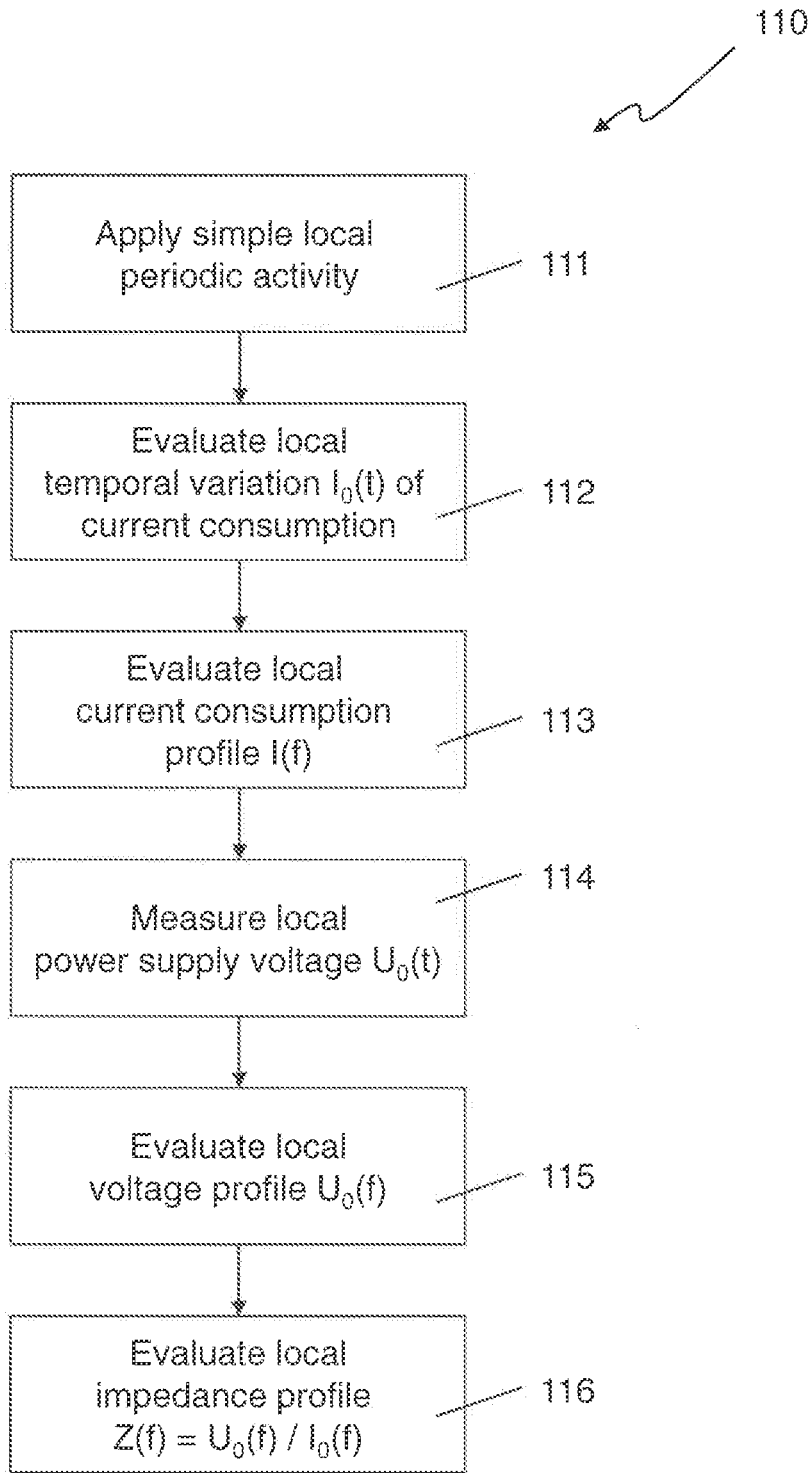 110
Apply simple local
periodic activity
111
Evaluate local
temporal variation I₀(t) of
current consumption
112
Evaluate local
current consumption
profile I(f)
113
Measure local
power supply voltage U₀(t)
114
Evaluate local
voltage profile U₀(f)
115
Evaluate local
impedance profile
Z(f) = U₀(f) / I₀(f)
116